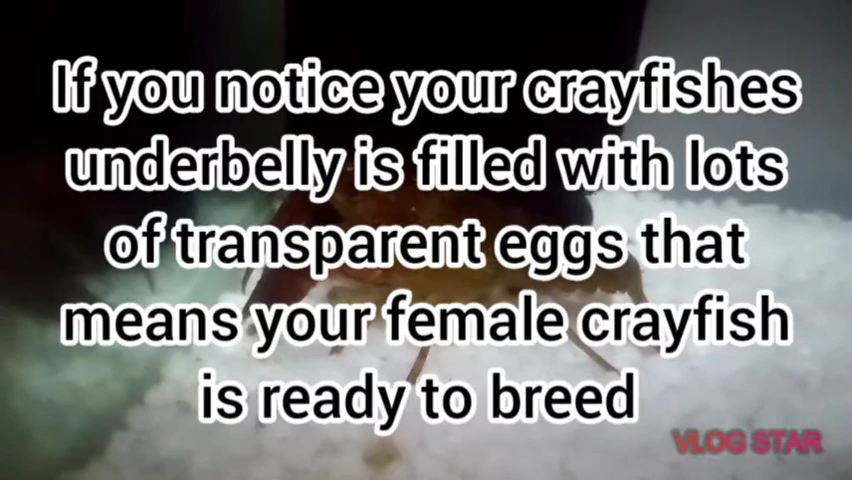 If you notice your crayfishes
underbelly is filled with lots
of transparent eggs that
means your female crayfish
is ready to breed
VLOG STAR